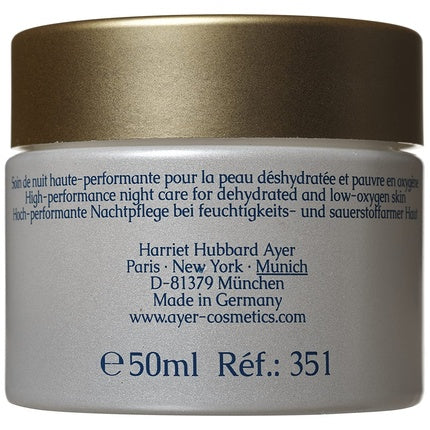 Soin de nuit haute-performante pour la peau déshydratée et pauvre en oxygène
High-performance night care for dehydrated and low-oxygen skin
Hoch-performante Nachtpflege bei feuchtigkeits- und sauerstoffarmer Haut
Harriet Hubbard Ayer
Paris · New York · Munich
D-81379 München
Made in Germany
www.ayer-cosmetics.com
℮50ml Réf.: 351